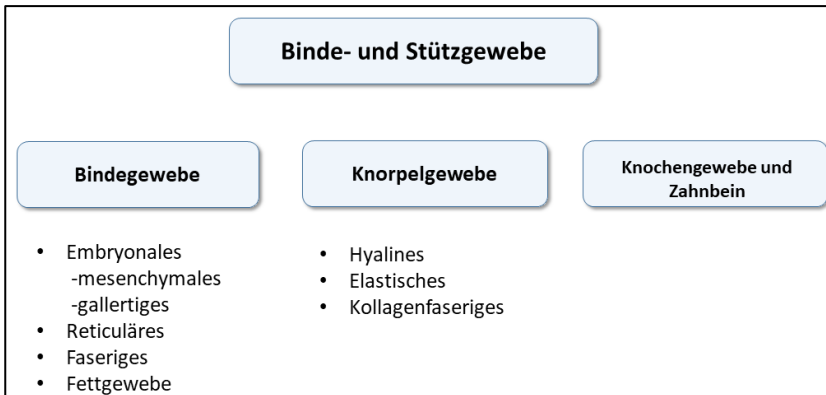 Binde- und Stützgewebe
Bindegewebe
• Embryonales
-mesenchymales
-gallertiges
• Reticuläres
• Faseriges
• Fettgewebe
Knorpelgewebe
• Hyalines
• Elastisches
• Kollagenfaseriges
Knochengewebe und
Zahnbein